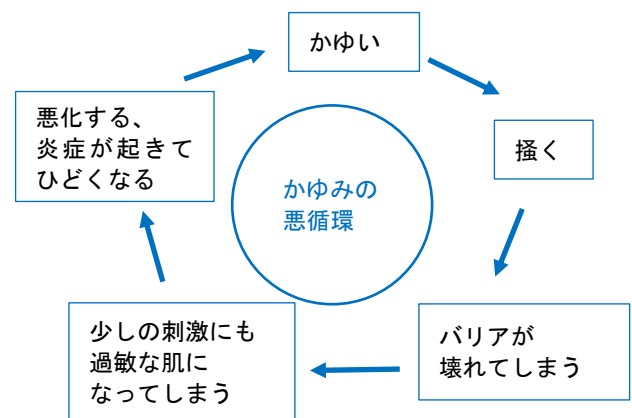 かゆい
掻く
バリアが
壊れてしまう
少しの刺激にも
過敏な肌に
なってしまう
悪化する、
炎症が起きて
ひどくなる
かゆみの
悪循環